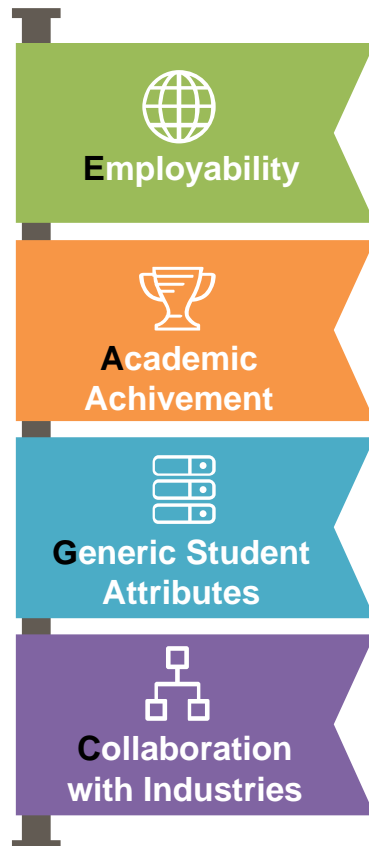 Employability
Academic
Achivement
Generic Student
Attributes
Collaboration
with Industries